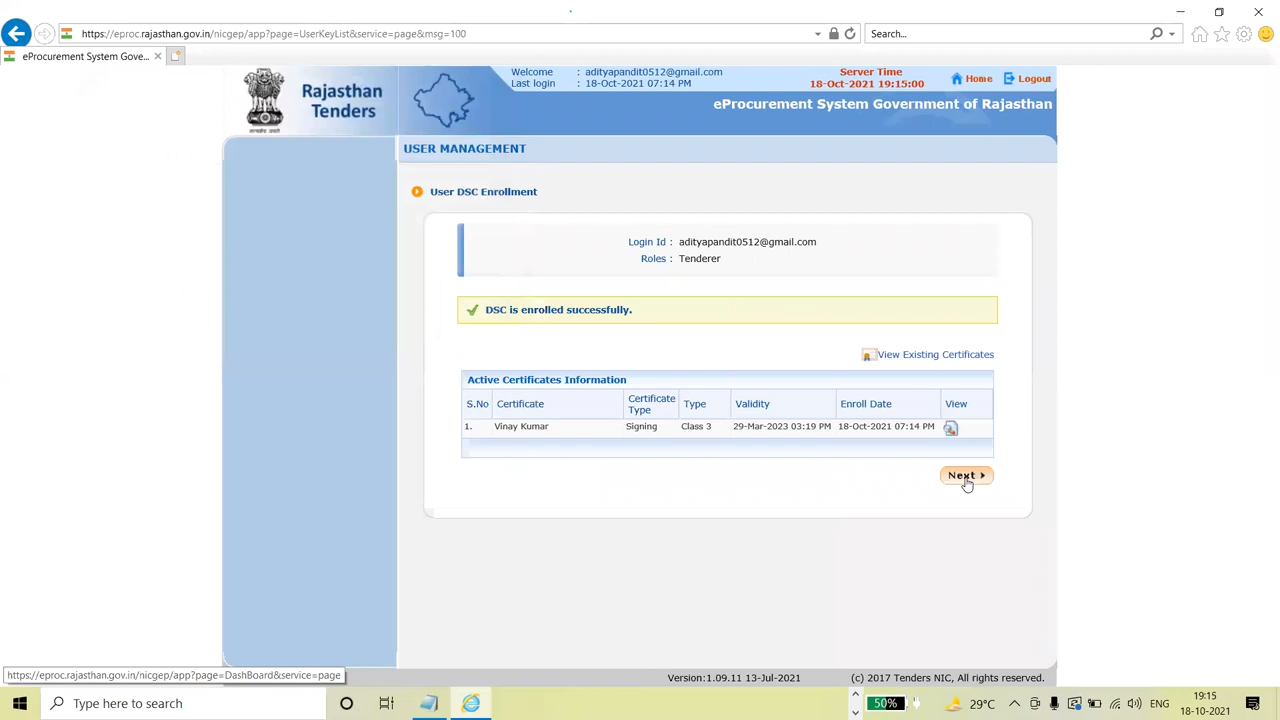 https://eproc.rajasthan.gov.in/nicgep/app?page=UserKeyList&service=page&msg=100
Search...
eProcurement System Gove...
Rajasthan
Tenders
सत्यमेव जयते
Welcome : adityapandit0512@gmail.com
Last login : 18-Oct-2021 07:14 PM
Server Time
18-Oct-2021 19:15:00
Home
Logout
eProcurement System Government of Rajasthan
USER MANAGEMENT
User DSC Enrollment
Login Id : adityapandit0512@gmail.com
Roles : Tenderer
DSC is enrolled successfully.
View Existing Certificates
Active Certificates Information
S.No Certificate Certificate Type Type Validity Enroll Date View
1. Vinay Kumar Signing Class 3 29-Mar-2023 03:19 PM 18-Oct-2021 07:14 PM
Next
https://eproc.rajasthan.gov.in/nicgep/app?page=DashBoard&service=page
Version:1.09.11 13-Jul-2021
(c) 2017 Tenders NIC, All rights reserved.
Type here to search
50%
29°C
ENG
19:15
18-10-2021